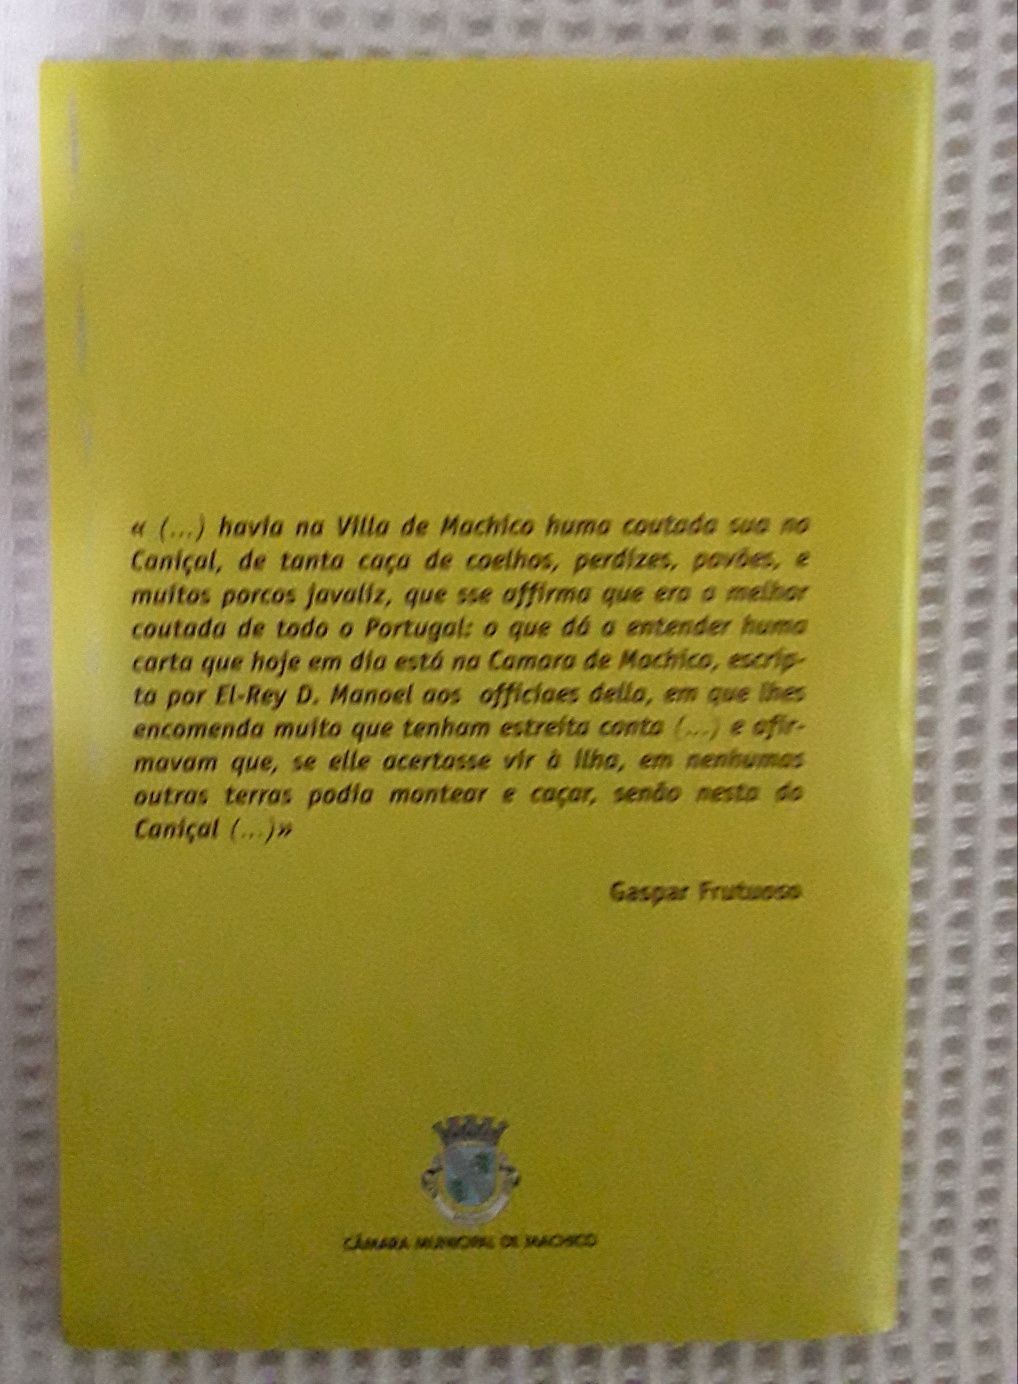 « (...) havia na Villa de Machico huma coutada sua no
Caniçal, de tanta caça de coelhos, perdizes, pavões, e
muitos porcos javaliz, que sse affirma que era a melhor
coutada de todo o Portugal: o que dá a entender huma
carta que hoje em dia está na Camara de Machico, escrip-
ta por El-Rey D. Manoel aos officiaes della, em que lhes
encomenda muito que tenham estreita conta (...) e afir-
mavam que, se elle acertasse vir à ilha, em nenhumas
outras terras podia montear e caçar, senão nesta do
Caniçal (...)»
Gaspar Frutuoso
CÂMARA MUNICIPAL DE MACHICO